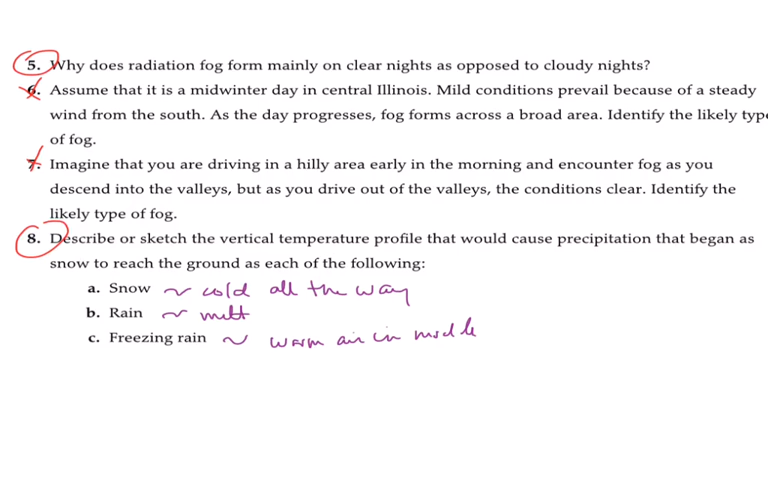 5. Why does radiation fog form mainly on clear nights as opposed to cloudy nights?
6. Assume that it is a midwinter day in central Illinois. Mild conditions prevail because of a steady
wind from the south. As the day progresses, fog forms across a broad area. Identify the likely type
of fog.
7. Imagine that you are driving in a hilly area early in the morning and encounter fog as you
descend into the valleys, but as you drive out of the valleys, the conditions clear. Identify the
likely type of fog.
8. Describe or sketch the vertical temperature profile that would cause precipitation that began as
snow to reach the ground as each of the following:
a. Snow ~ cold all the way
b. Rain ~ melt
c. Freezing rain ~ warm air in middle